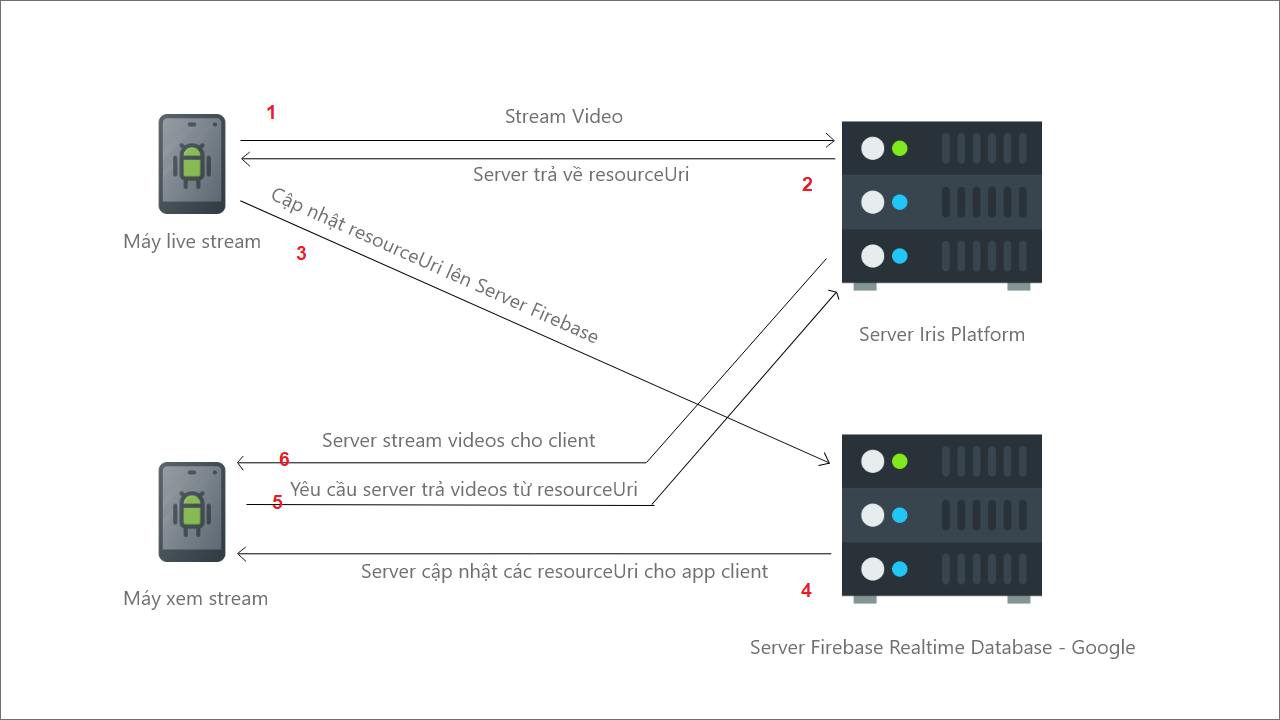 1
Stream Video
Server trả về resourceUri
2
Cập nhật resourceUri lên Server Firebase
3
Máy live stream
Server Iris Platform
Server stream videos cho client
6
Yêu cầu server trả videos từ resourceUri
5
Server cập nhật các resourceUri cho app client
4
Máy xem stream
Server Firebase Realtime Database - Google